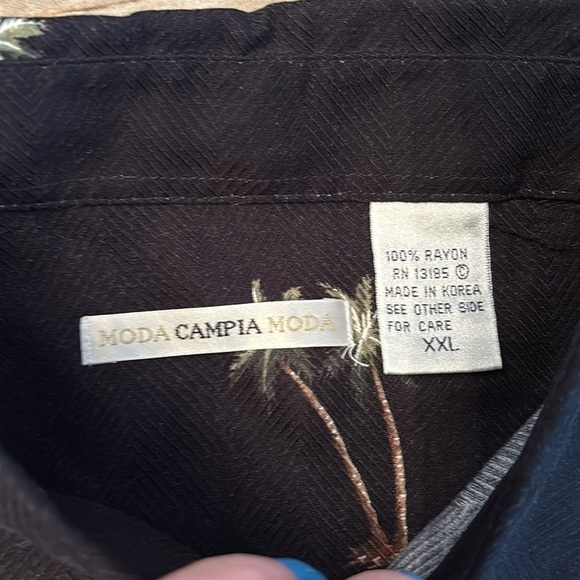 MODA CAMPIA MODA
100% RAYON
RN 13185 ©
MADE IN KOREA
SEE OTHER SIDE
FOR CARE
XXL